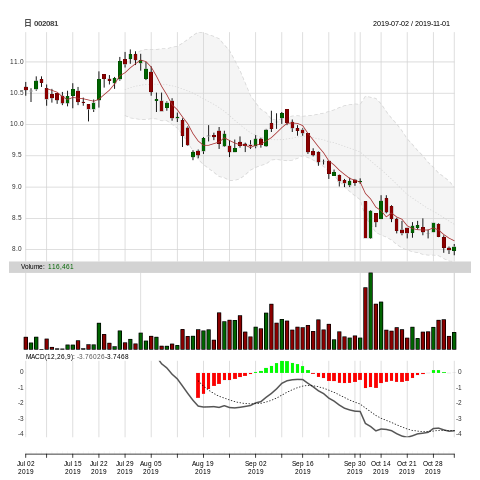 日 002081
2019-07-02 / 2019-11-01
11.0
10.5
10.0
9.5
9.0
8.5
8.0
Volume: 116,461
MACD(12,26,9): -3.76026-3.7468
0 0
-1 -1
-2 -2
-3 -3
-4 -4
Jul 02 Jul 15 Jul 22 Jul 29 Aug 05 Aug 19 Sep 02 Sep 16 Sep 30 Oct 14 Oct 21 Oct 28
2019 2019 2019 2019 2019 2019 2019 2019 2019 2019 2019 2019